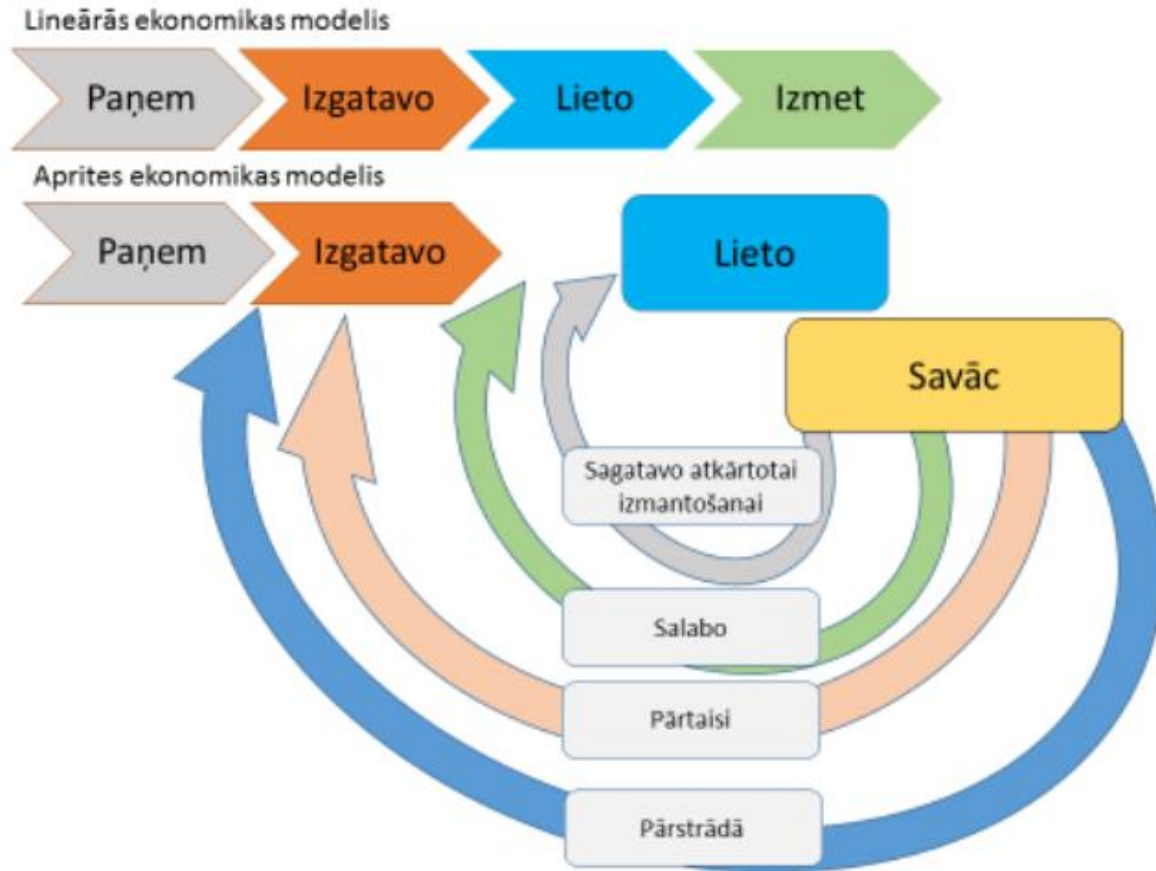 Lineārās ekonomikas modelis
Paņem
Izgatavo
Lieto
Izmet
Aprites ekonomikas modelis
Paņem
Izgatavo
Lieto
Savāc
Sagatavo atkārtotai
izmantošanai
Salabo
Pārtaisi
Pārstrādā